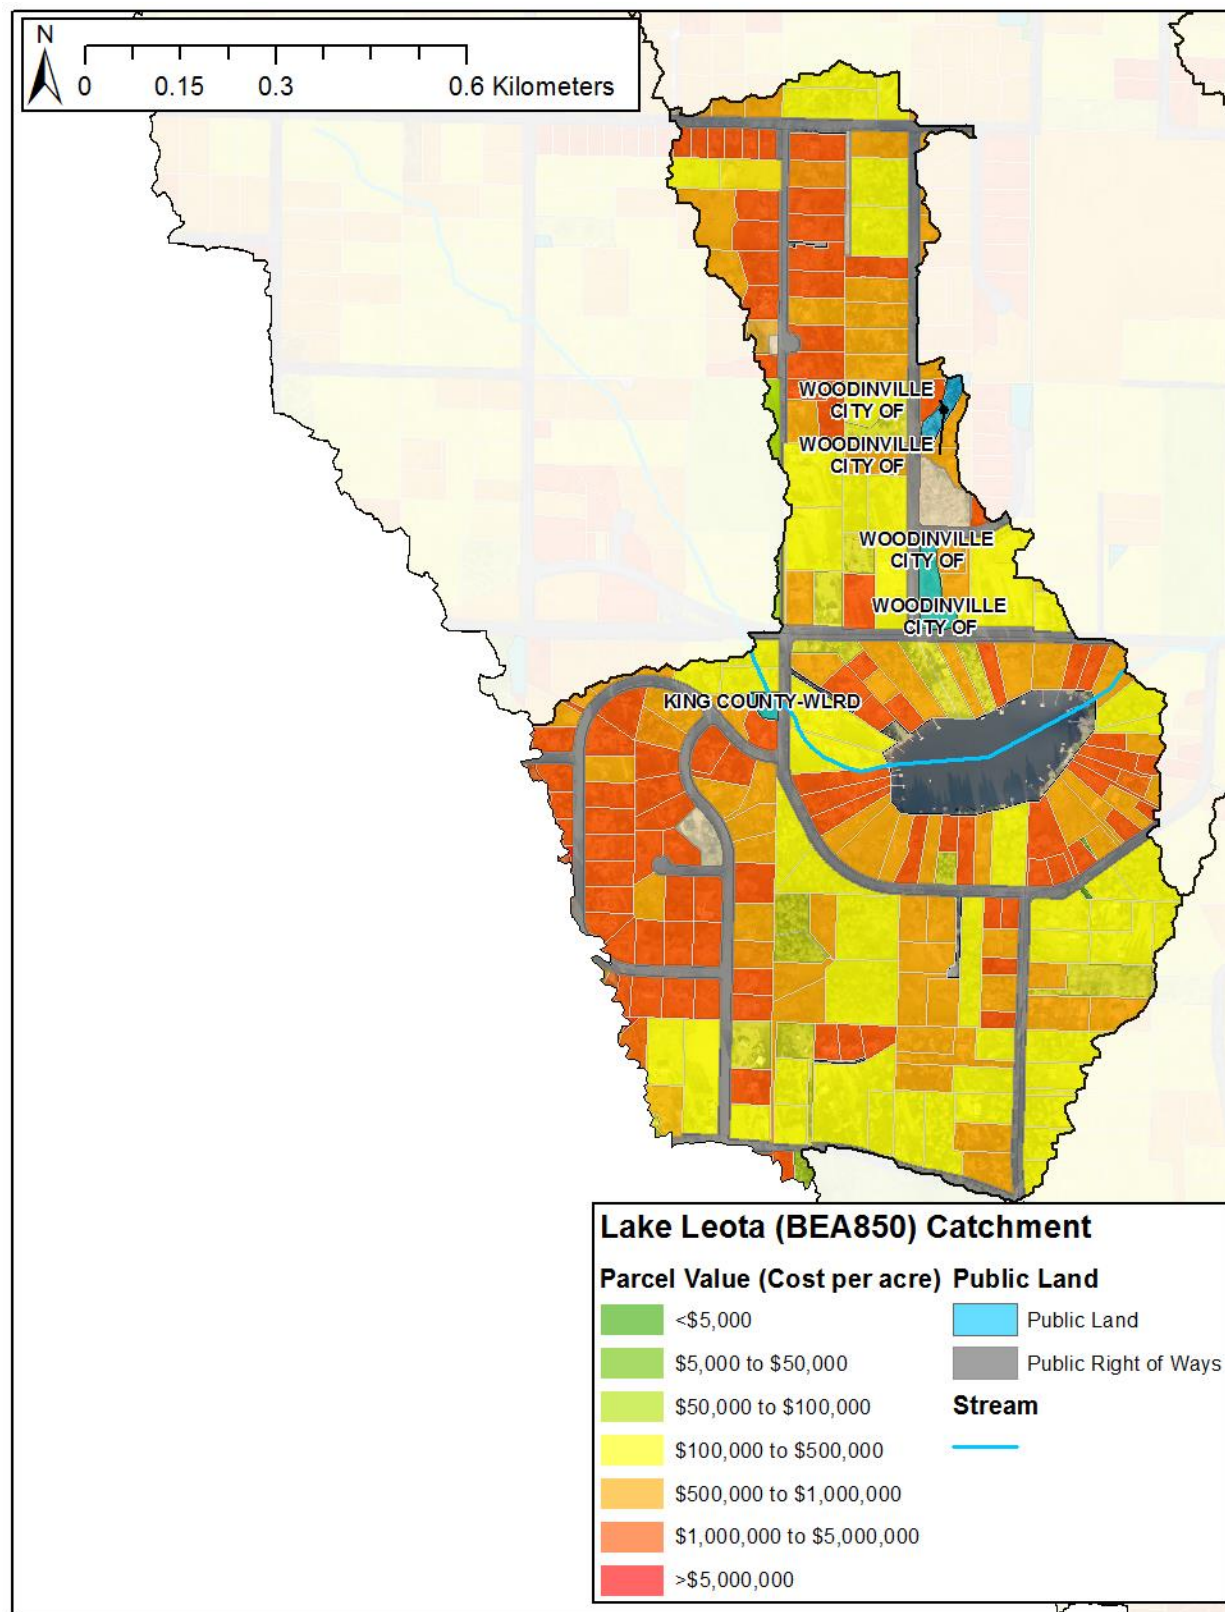 N
0 0.15 0.3 0.6 Kilometers
WOODINVILLE
CITY OF
WOODINVILLE
CITY OF
WOODINVILLE
CITY OF
WOODINVILLE
CITY OF
KING COUNTY-WLRD
Lake Leota (BEA850) Catchment
Parcel Value (Cost per acre)
<$5,000
$5,000 to $50,000
$50,000 to $100,000
$100,000 to $500,000
$500,000 to $1,000,000
$1,000,000 to $5,000,000
>$5,000,000
Public Land
Public Land
Public Right of Ways
Stream